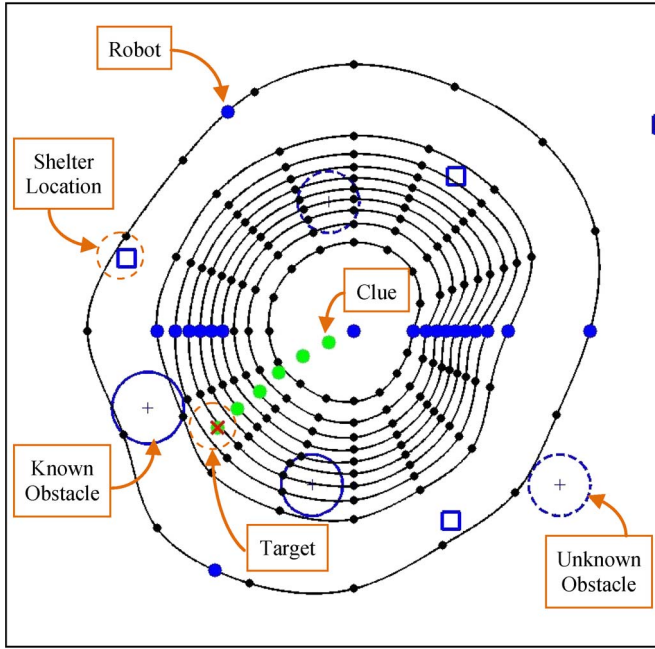 Robot
Shelter
Location
Clue
Known
Obstacle
Target
Unknown
Obstacle